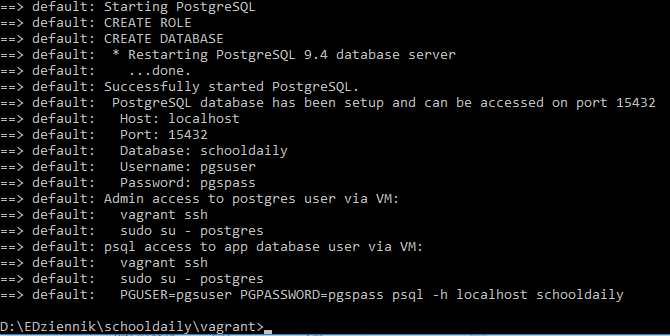 ==> default: Starting PostgreSQL
==> default: CREATE ROLE
==> default: CREATE DATABASE
==> default:  * Restarting PostgreSQL 9.4 database server
==> default:    ...done.
==> default: Successfully started PostgreSQL.
==> default:  PostgreSQL database has been setup and can be accessed on port 15432
==> default:   Host: localhost
==> default:   Port: 15432
==> default:   Database: schooldaily
==> default:   Username: pgsuser
==> default:   Password: pgspass
==> default: Admin access to postgres user via VM:
==> default:   vagrant ssh
==> default:   sudo su - postgres
==> default: psql access to app database user via VM:
==> default:   vagrant ssh
==> default:   sudo su - postgres
==> default:   PGUSER=pgsuser PGPASSWORD=pgspass psql -h localhost schooldaily
D:\EDziennik\schooldaily\vagrant>_